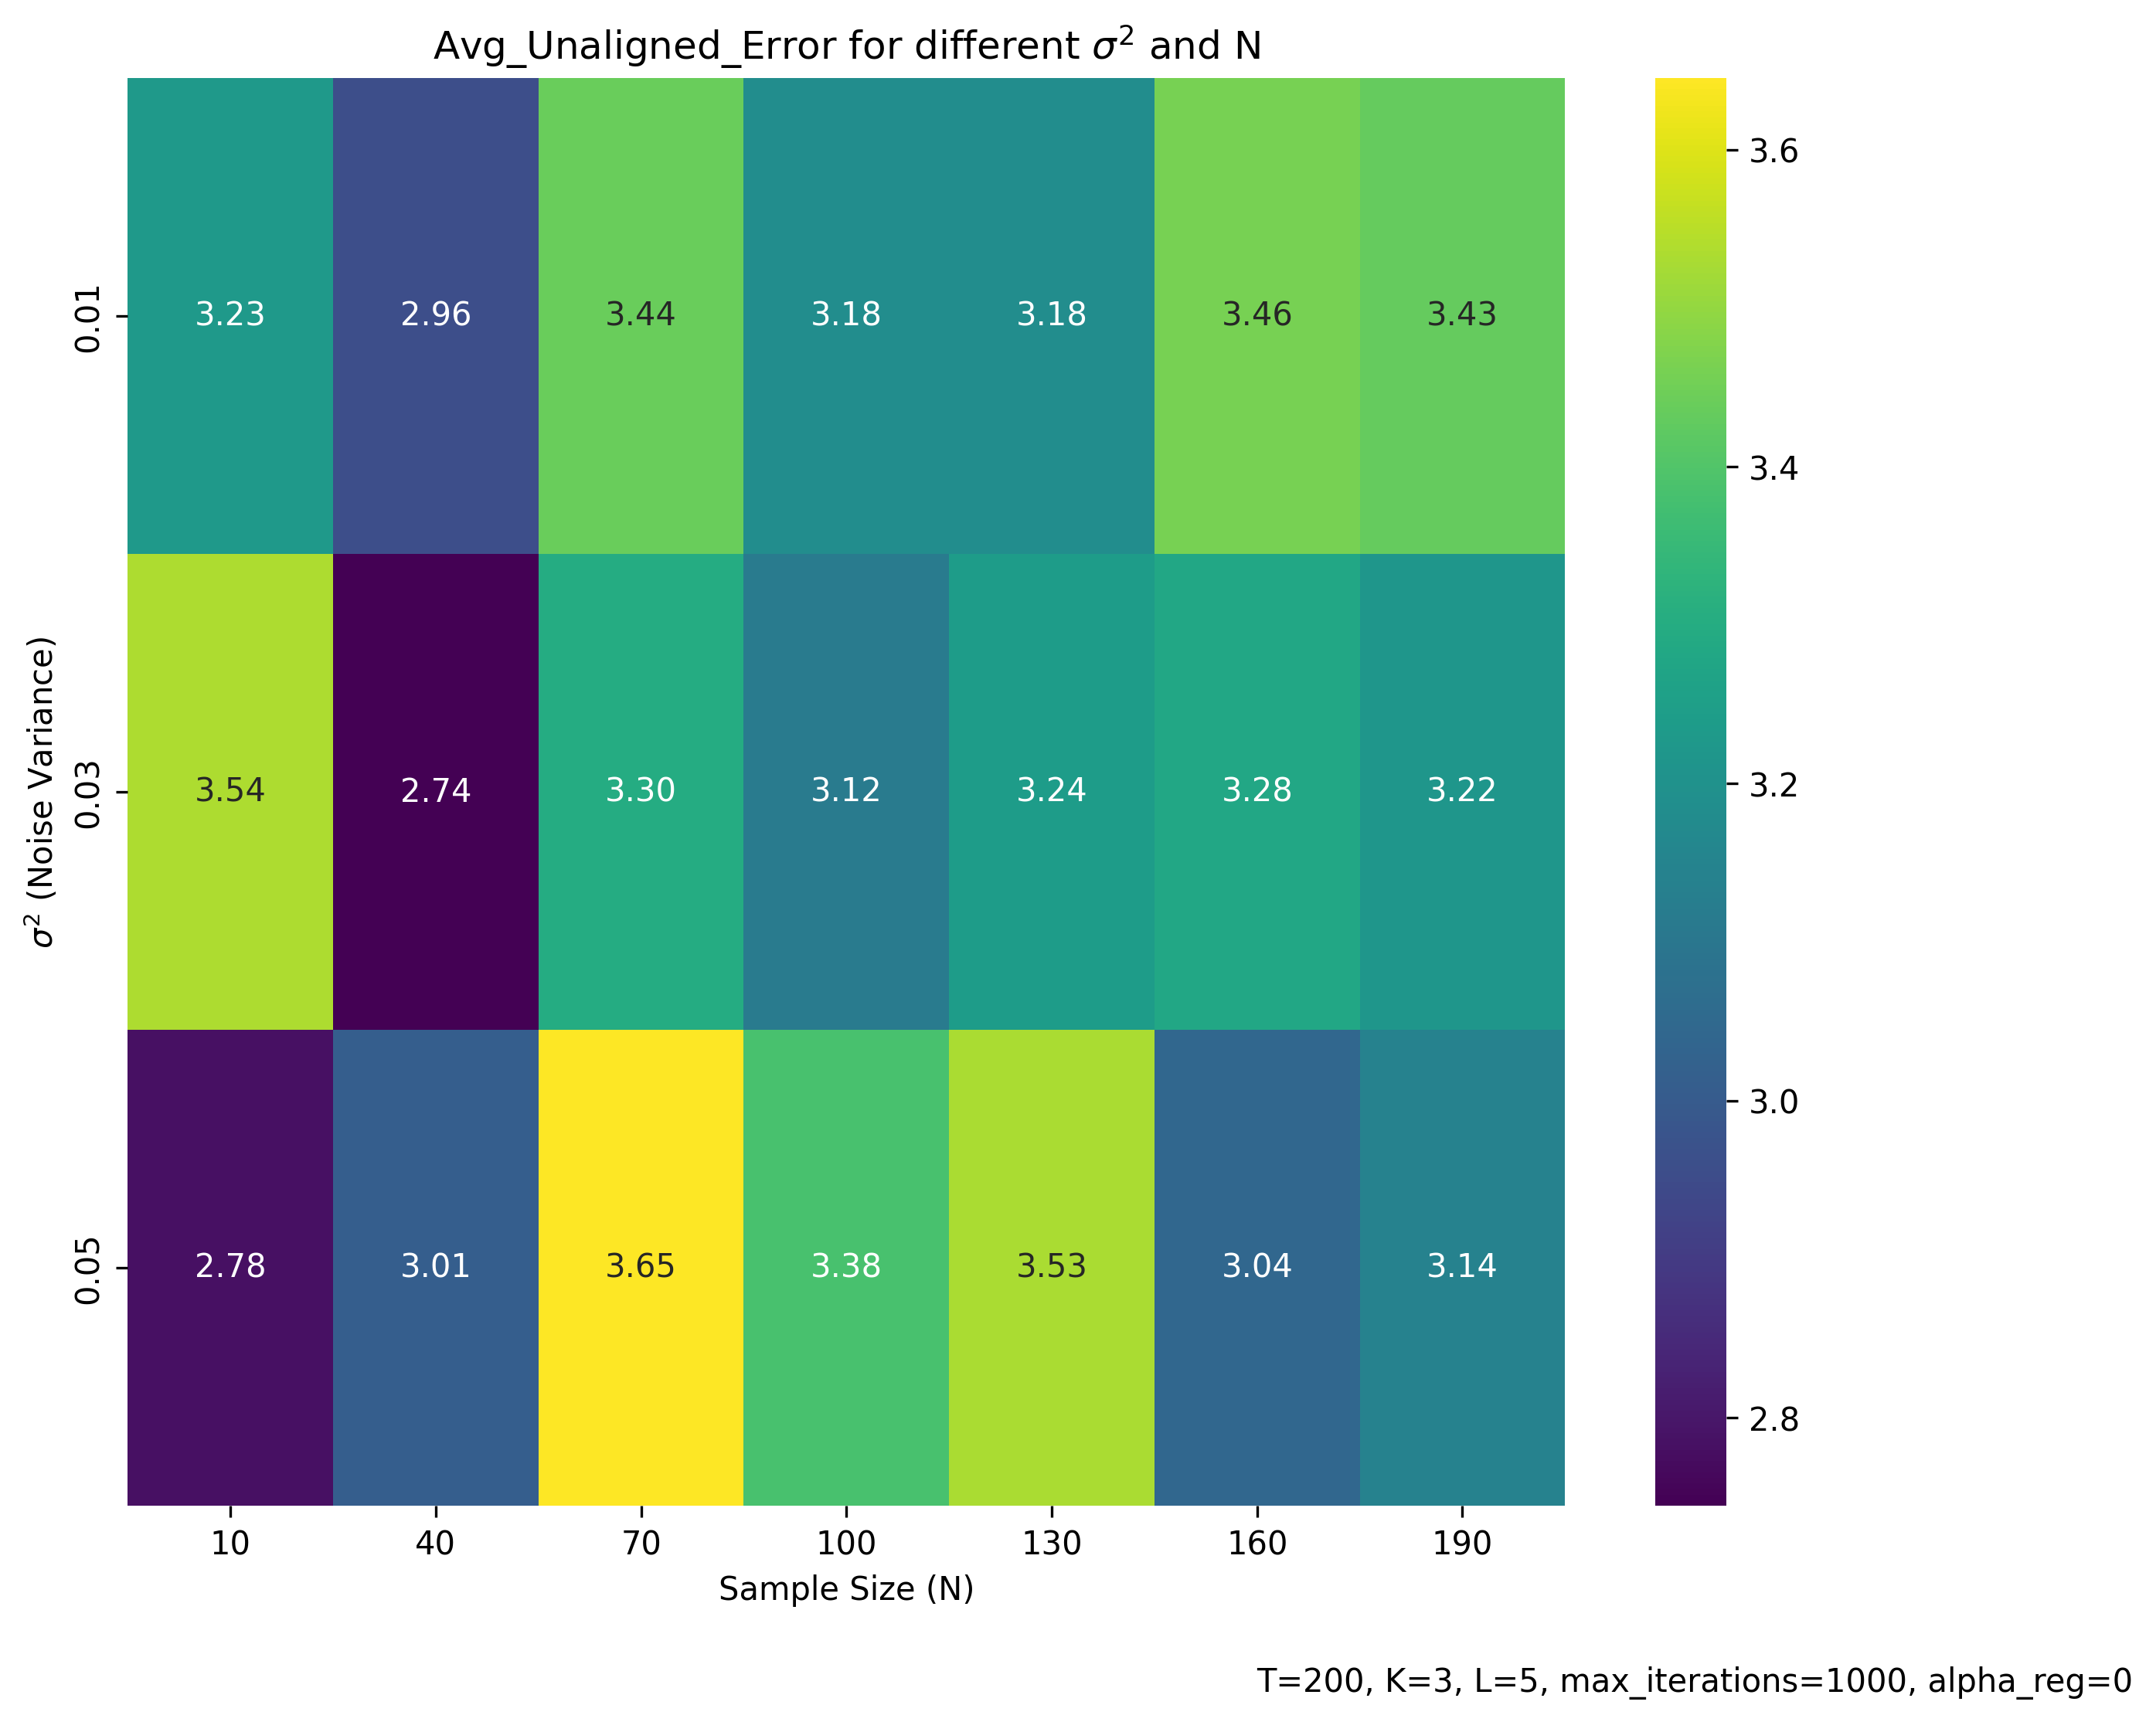 Avg_Unaligned_Error for different σ² and N
σ² (Noise Variance)
0.01
3.23 2.96 3.44 3.18 3.18 3.46 3.43
0.03
3.54 2.74 3.30 3.12 3.24 3.28 3.22
0.05
2.78 3.01 3.65 3.38 3.53 3.04 3.14
10 40 70 100 130 160 190
Sample Size (N)
3.6
3.4
3.2
3.0
2.8
T=200, K=3, L=5, max_iterations=1000, alpha_reg=0